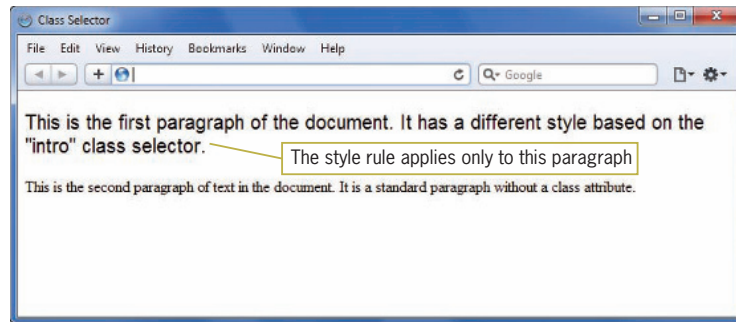 Class Selector
File Edit View History Bookmarks Window Help
Google
This is the first paragraph of the document. It has a different style based on the
"intro" class selector.
The style rule applies only to this paragraph
This is the second paragraph of text in the document. It is a standard paragraph without a class attribute.